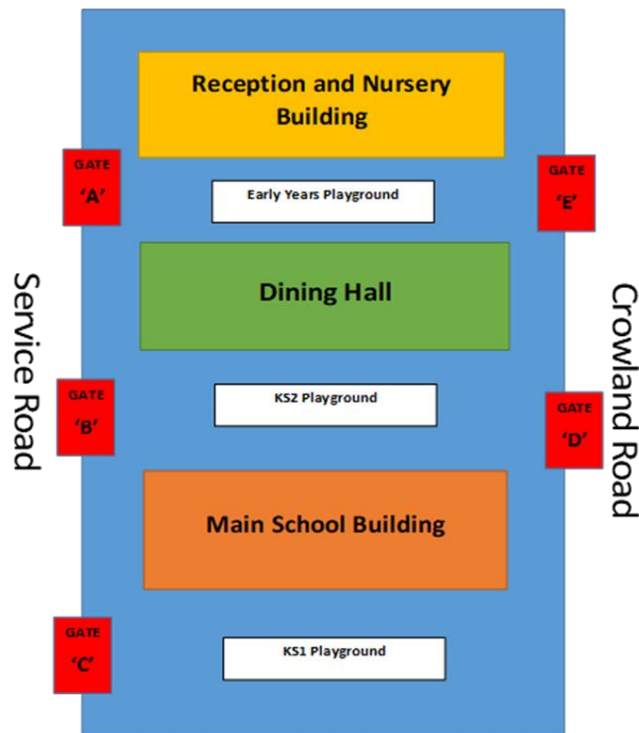 Reception and Nursery
Building
GATE
'A'
Early Years Playground
GATE
'E'
Dining Hall
Service Road
Crowland Road
GATE
'B'
KS2 Playground
GATE
'D'
Main School Building
GATE
'C'
KS1 Playground